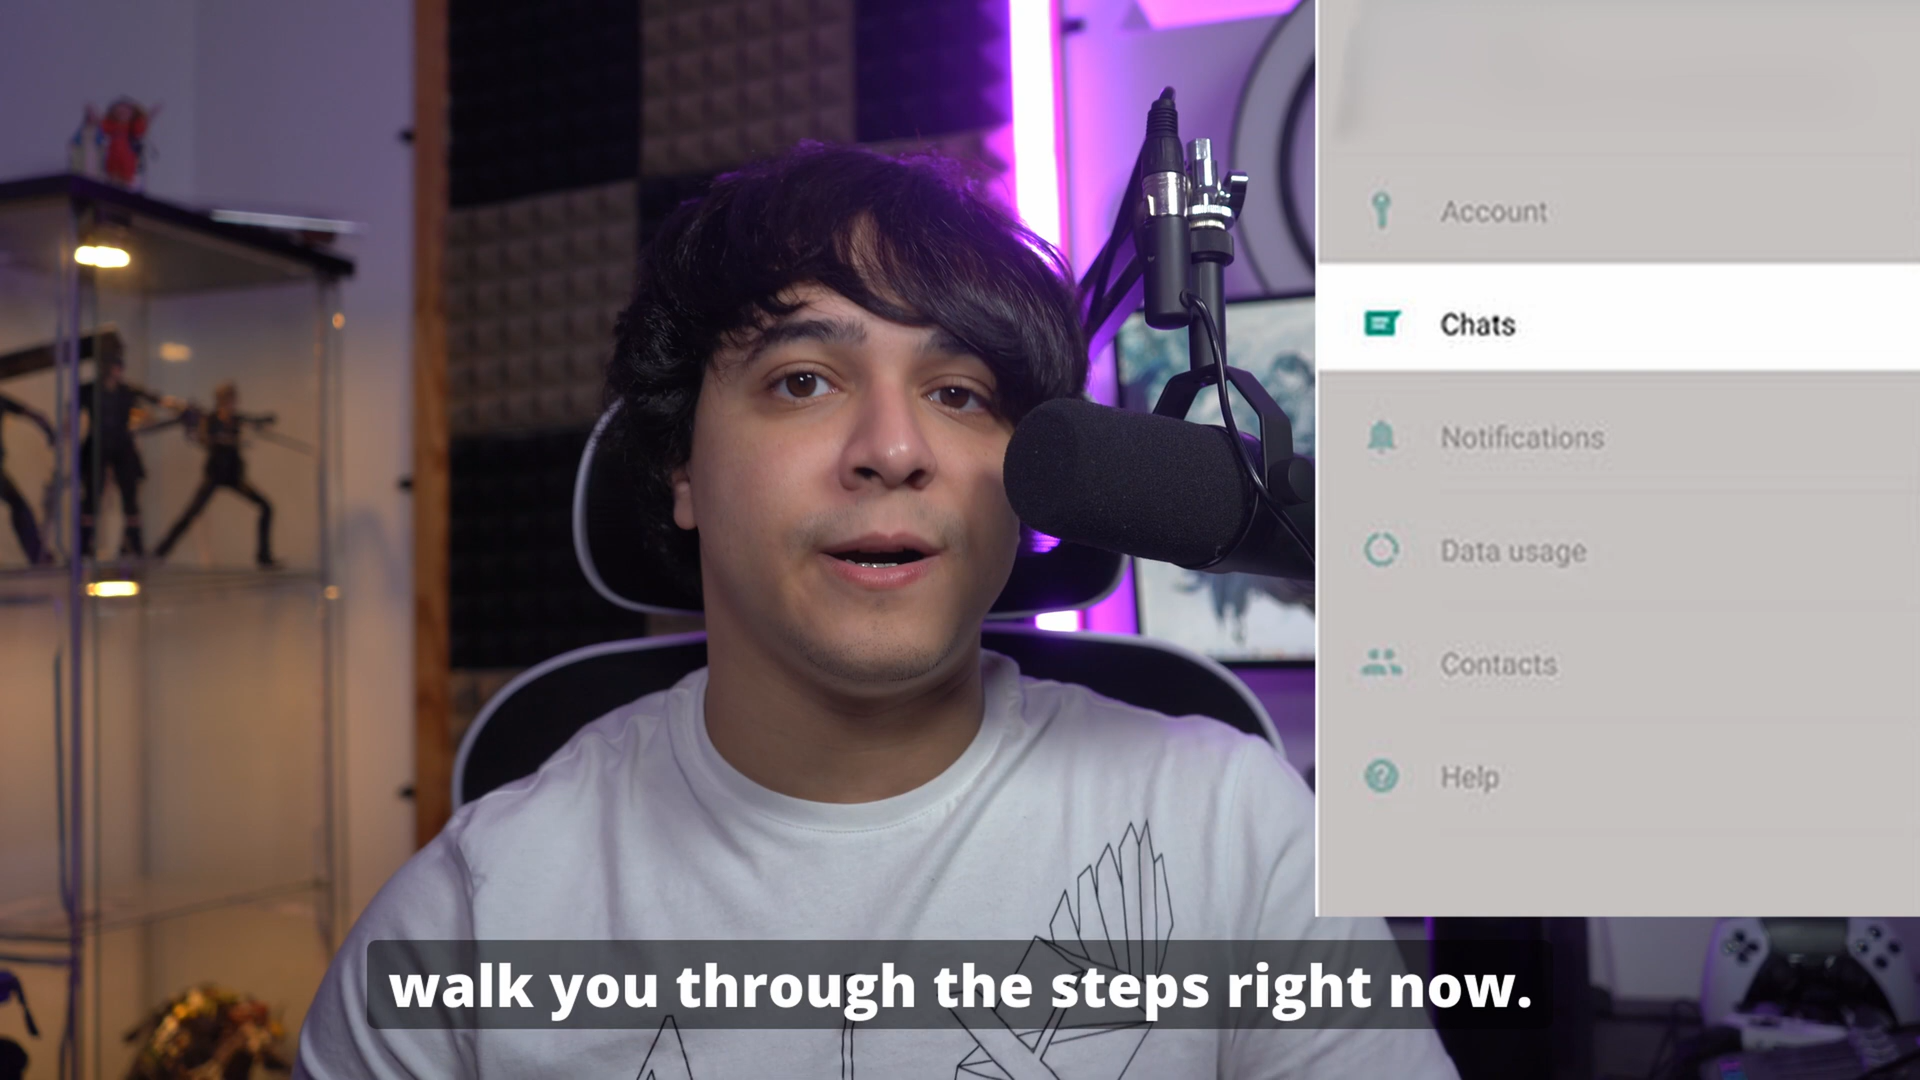 Account
Chats
Notifications
Data usage
Contacts
Help
walk you through the steps right now.